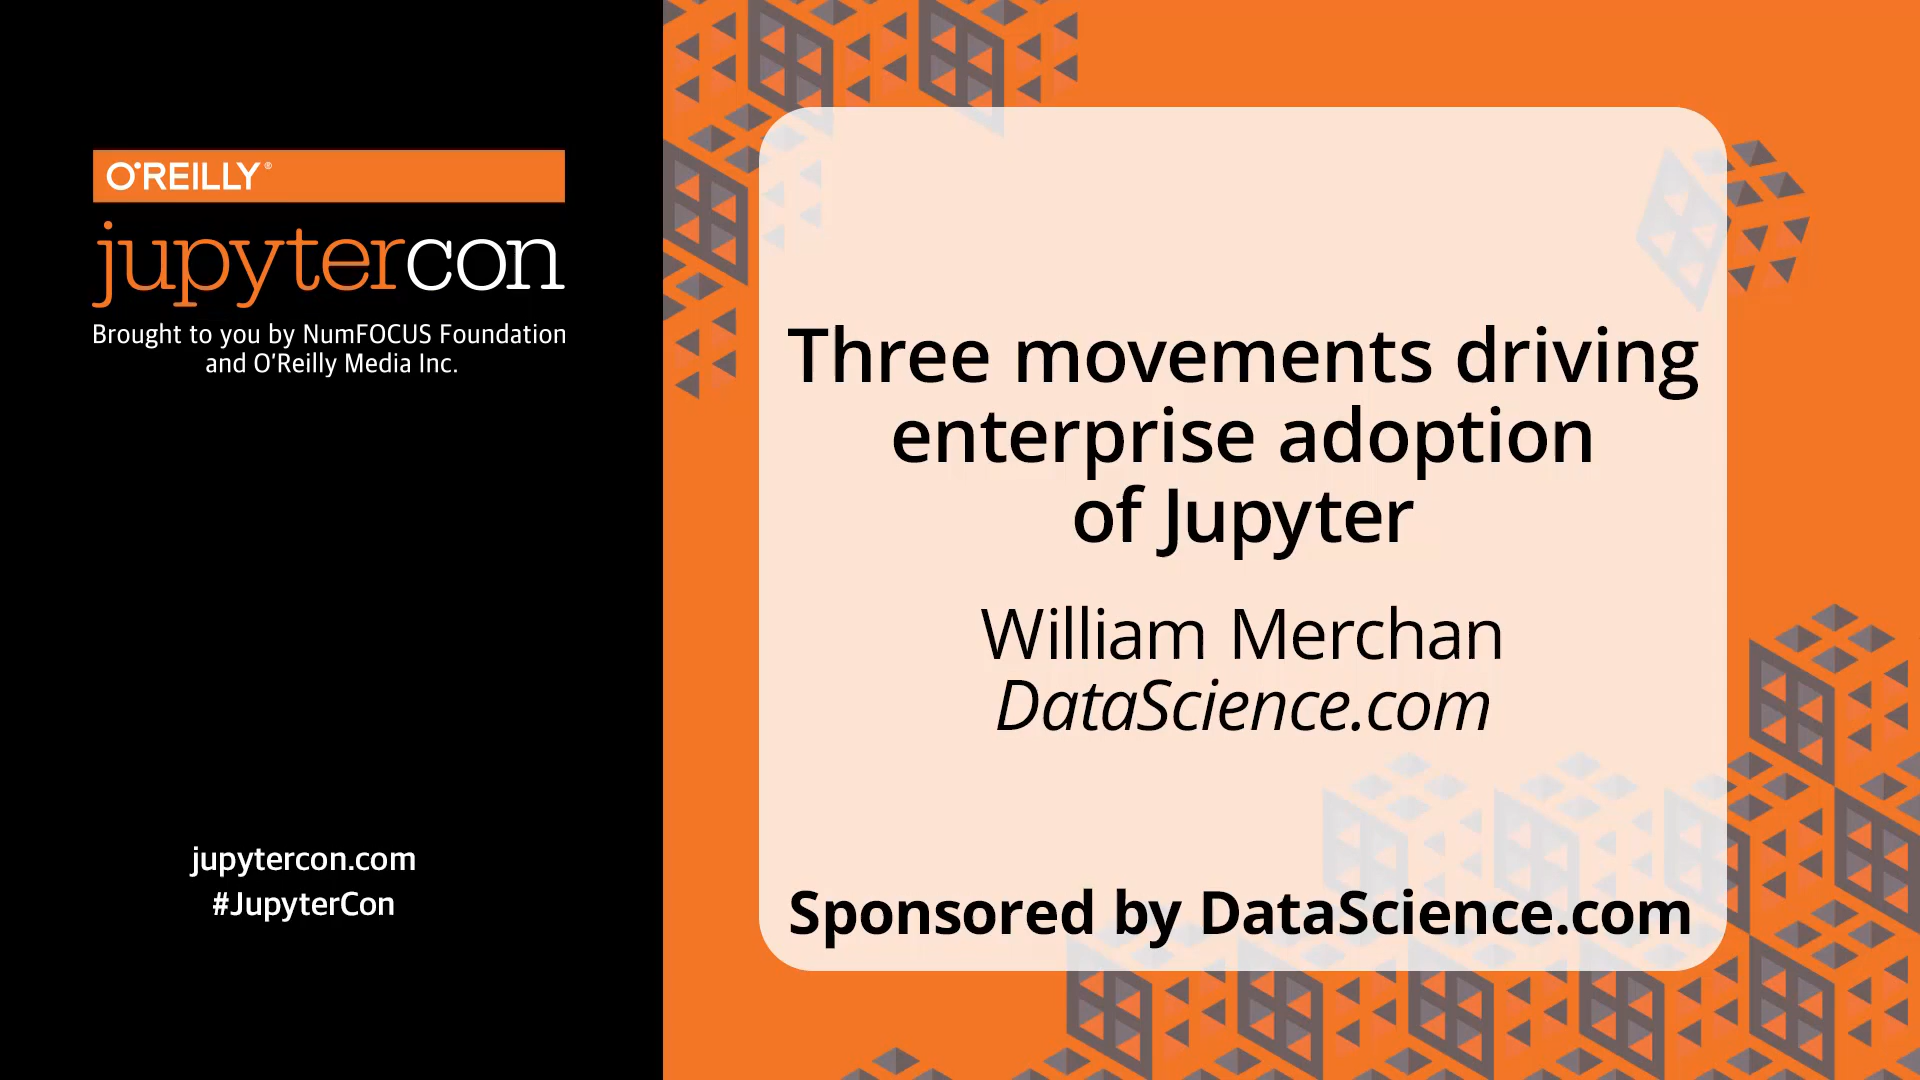 O'REILLY®
jupytercon
Brought to you by NumFOCUS Foundation
and O'Reilly Media Inc.
jupytercon.com
#JupyterCon
Three movements driving
enterprise adoption
of Jupyter
William Merchan
DataScience.com
Sponsored by DataScience.com